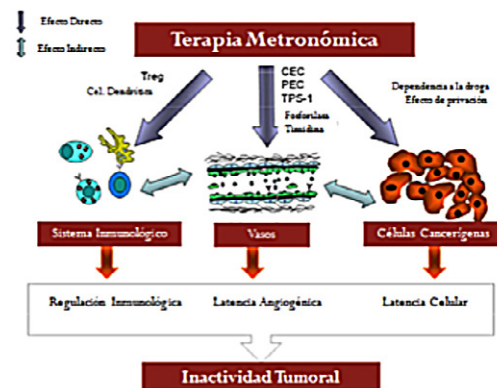 Efecto Directo
Efecto Indirecto
Terapia Metronómica
Treg
Cel. Dendrítica
CEC
PEC
TPS-1
Fosforilasa
Timidina
Dependencia a la droga
Efecto de privación
Sistema Inmunológico
Vasos
Células Cancerígenas
Regulación Inmunológica
Latencia Angiogénica
Latencia Celular
Inactividad Tumoral